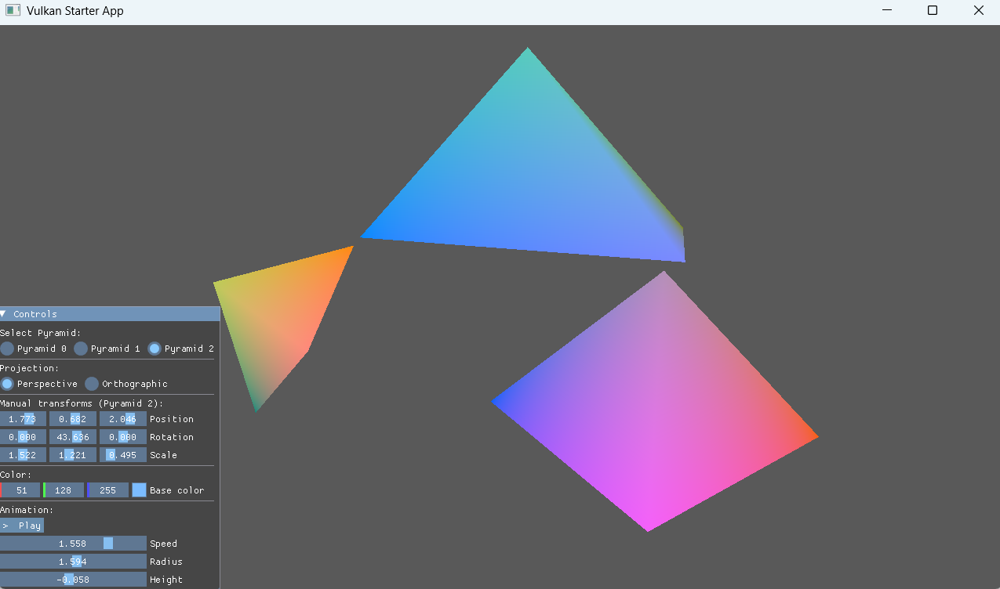 Vulkan Starter App
Controls
Select Pyramid:
Pyramid 0 Pyramid 1 Pyramid 2
Projection:
Perspective Orthographic
Manual transforms (Pyramid 2):
1.773 0.682 2.046 Position
0.000 43.636 0.000 Rotation
1.522 1.221 0.495 Scale
Color:
51 128 255 Base color
Animation:
> Play
1.558 Speed
1.594 Radius
-0.058 Height